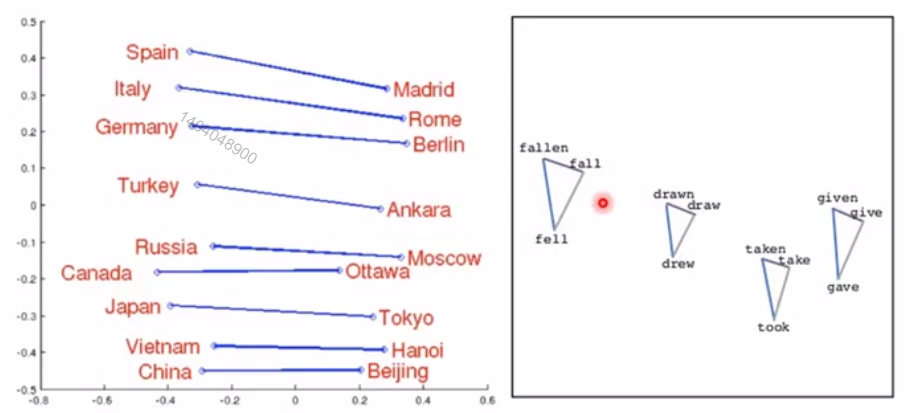 0.5
0.4
0.3
0.2
0.1
0
-0.1
-0.2
-0.3
-0.4
-0.5
-0.8
-0.6
-0.4
-0.2
0
0.2
0.4
0.6
Spain
Madrid
Italy
Rome
Germany
Berlin
1494048900
Turkey
Ankara
Russia
Moscow
Canada
Ottawa
Japan
Tokyo
Vietnam
Hanoi
China
Beijing
fallen
fall
fell
drawn
draw
drew
taken
take
took
given
give
gave